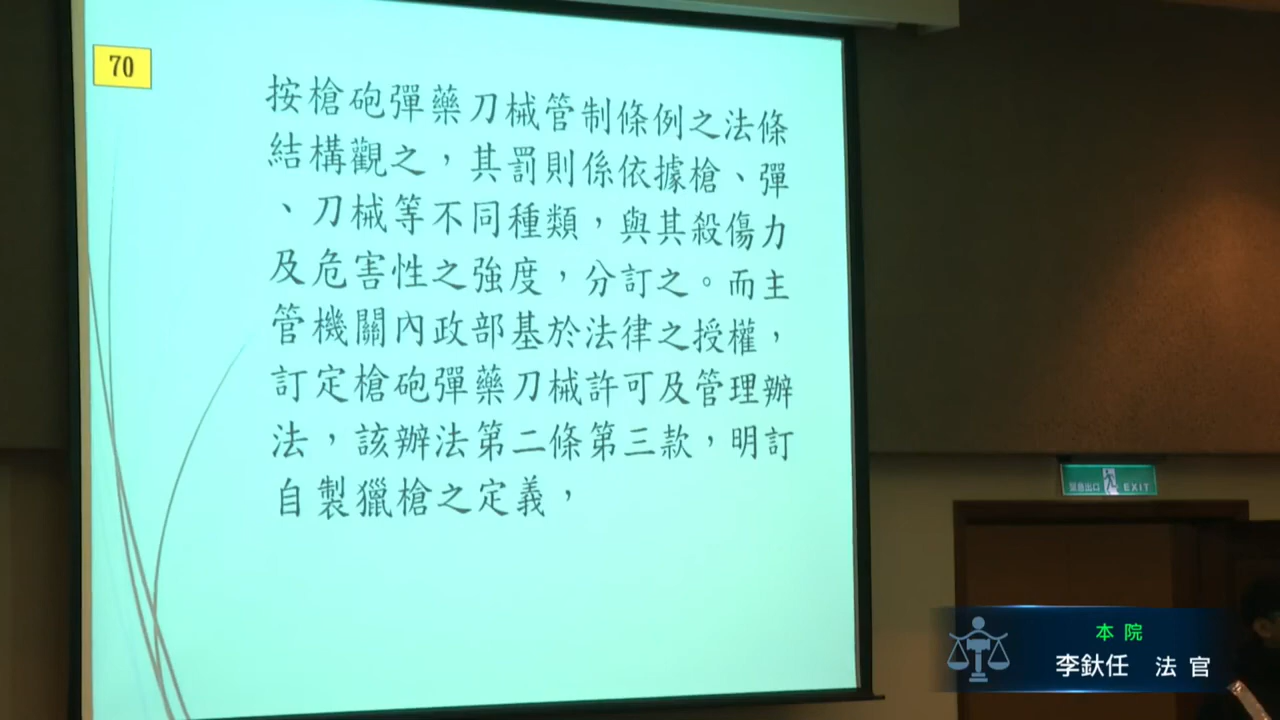 70
按槍砲彈藥刀械管制條例之法條
結構觀之，其罰則係依據槍、彈
、刀械等不同種類，與其殺傷力
及危害性之強度，分訂之。而主
管機關內政部基於法律之授權，
訂定槍砲彈藥刀械許可及管理辦
法，該辦法第二條第三款，明訂
自製獵槍之定義，
緊急出口 EXIT
本院
李釱任 法官